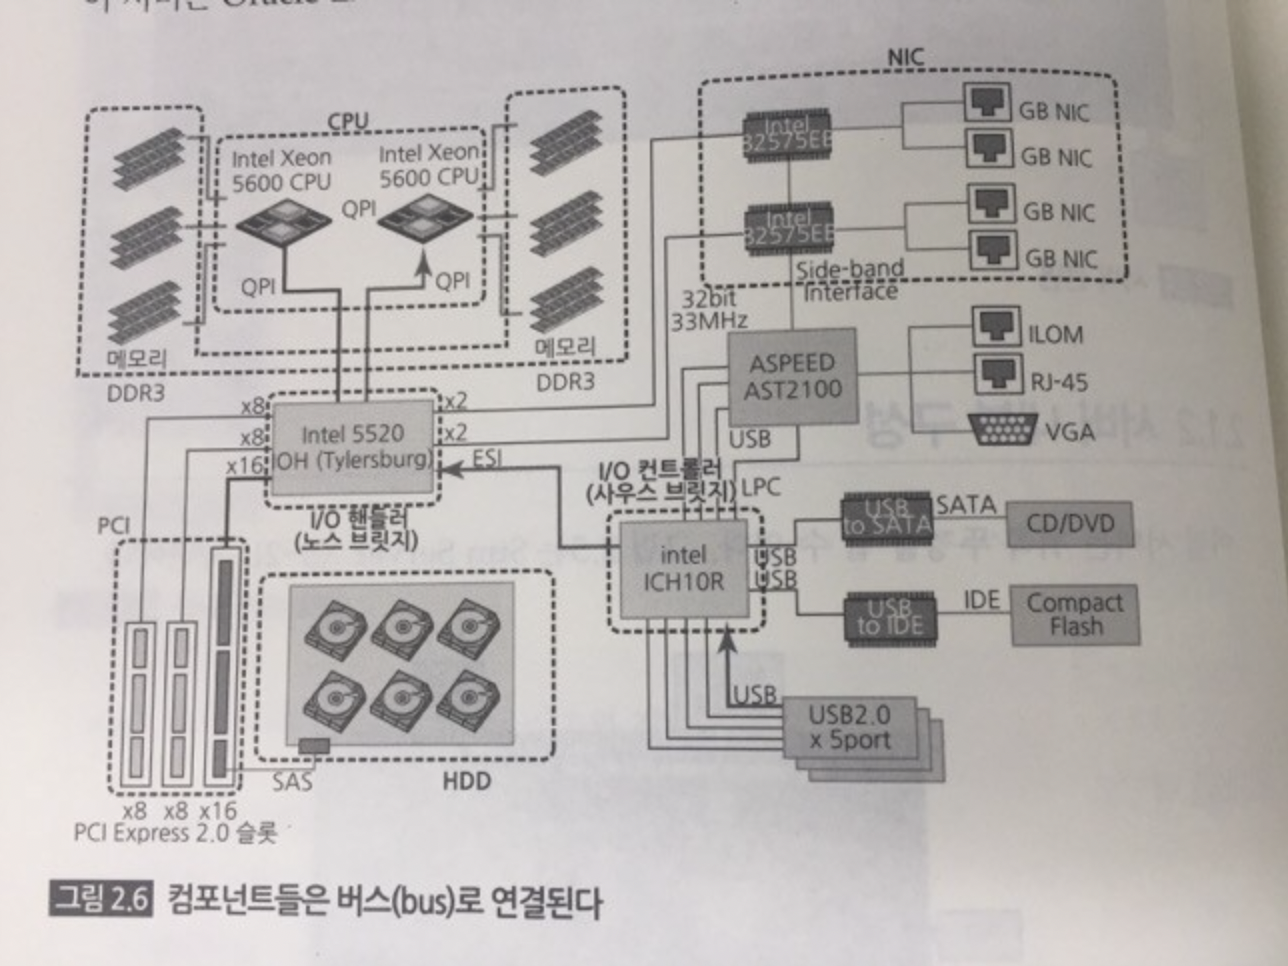 NIC
CPU
Intel Xeon
5600 CPU
Intel Xeon
5600 CPU
QPI
QPI
QPI
메모리
DDR3
메모리
DDR3
Intel
82575EB
Intel
82575EB
GB NIC
GB NIC
GB NIC
GB NIC
Side-band
Interface
32bit
33MHz
ASPEED
AST2100
ILOM
RJ-45
VGA
USB
LPC
x8
x8
x16
x2
x2
Intel 5520
IOH (Tylersburg)
ESI
I/O 핸들러
(노스 브릿지)
I/O 컨트롤러
(사우스 브릿지)
intel
ICH10R
USB
USB
USB
to SATA
SATA
CD/DVD
USB
to IDE
IDE
Compact
Flash
USB
USB2.0
x 5port
PCI
SAS
HDD
x8 x8 x16
PCI Express 2.0 슬롯
그림 2.6 컴포넌트들은 버스(bus)로 연결된다